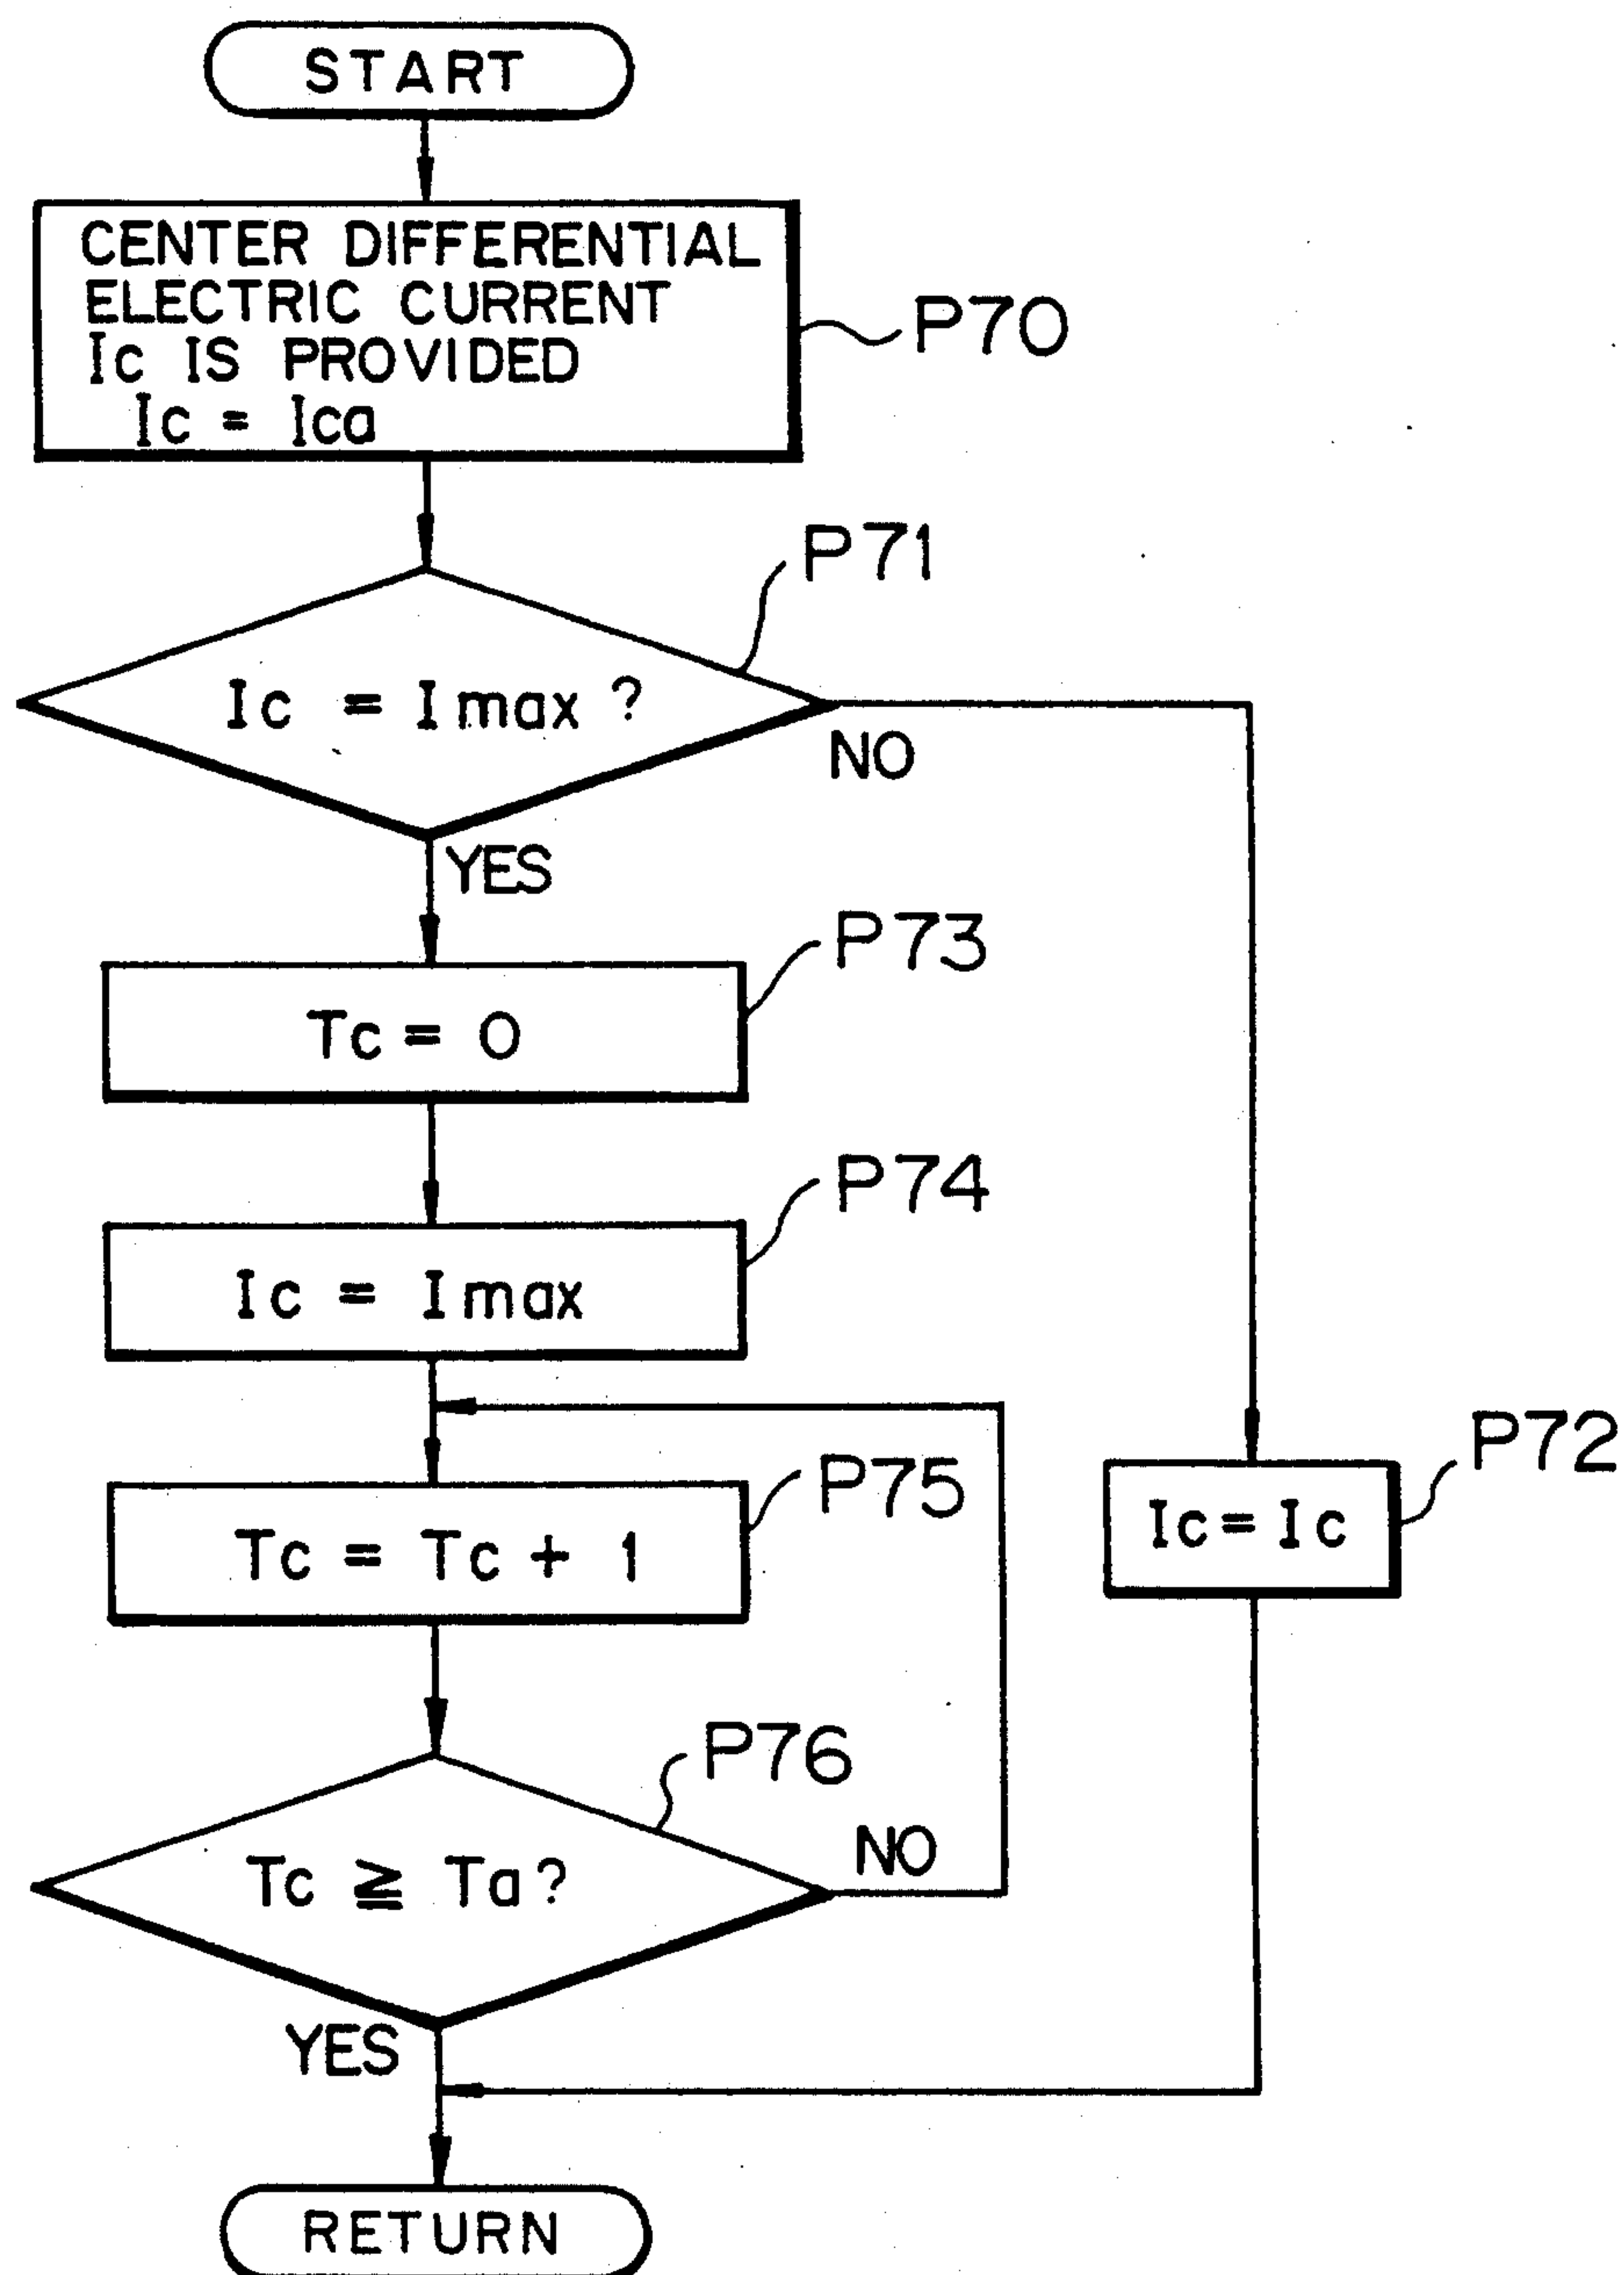 START
CENTER DIFFERENTIAL
ELECTRIC CURRENT
Ic IS PROVIDED
Ic = Ica
P70
P71
Ic = Imax ?
NO
YES
P73
Tc = 0
P74
Ic = Imax
P75
Tc = Tc + 1
P72
Ic = Ic
P76
Tc ≧ Ta?
NO
YES
RETURN